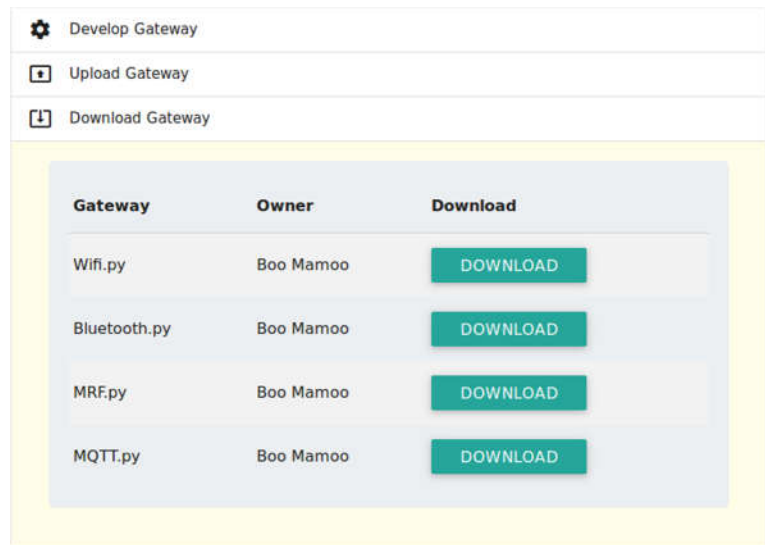 Develop Gateway
Upload Gateway
Download Gateway
Gateway Owner Download
Wifi.py Boo Mamoo DOWNLOAD
Bluetooth.py Boo Mamoo DOWNLOAD
MRF.py Boo Mamoo DOWNLOAD
MQTT.py Boo Mamoo DOWNLOAD